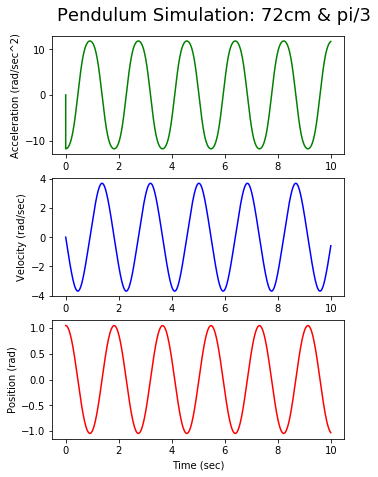 Pendulum Simulation: 72cm & pi/3
Acceleration (rad/sec^2)
10
0
−10
0 2 4 6 8 10
Velocity (rad/sec)
4
2
0
−2
−4
0 2 4 6 8 10
Position (rad)
1.0
0.5
0.0
−0.5
−1.0
0 2 4 6 8 10
Time (sec)